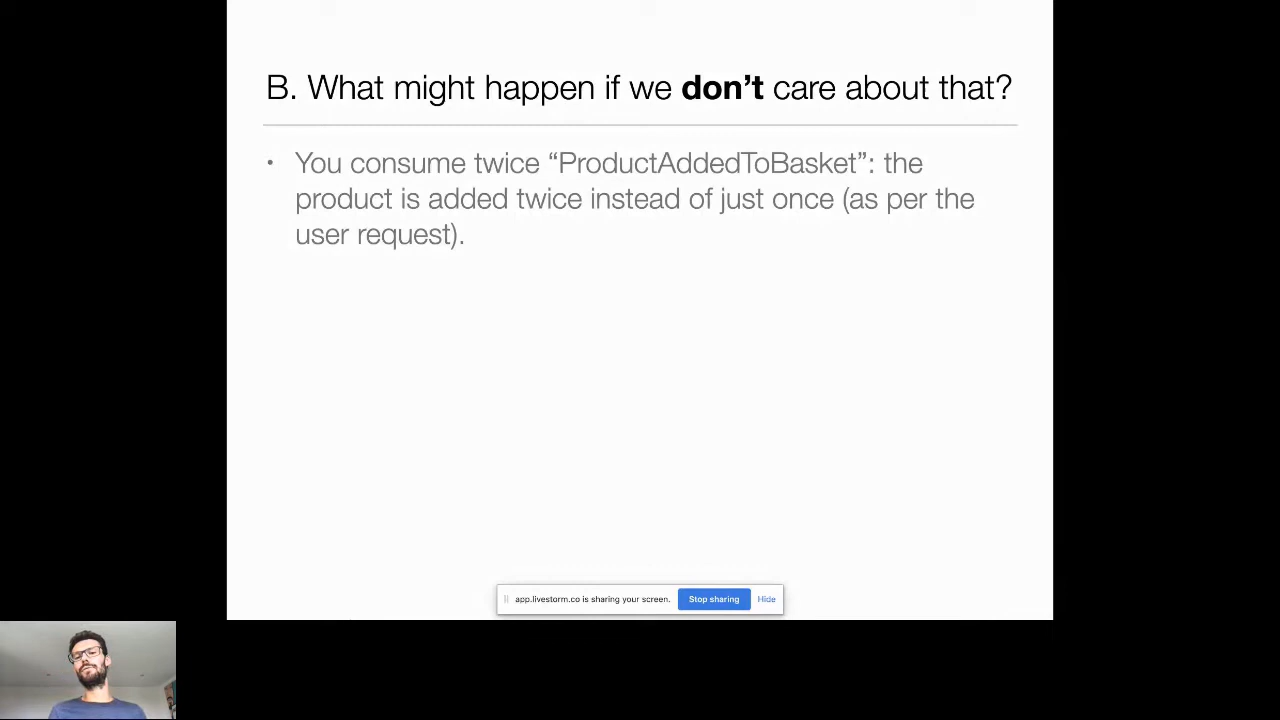 B. What might happen if we don’t care about that?
• You consume twice “ProductAddedToBasket”: the
product is added twice instead of just once (as per the
user request).
app.livestorm.co is sharing your screen. Stop sharing Hide